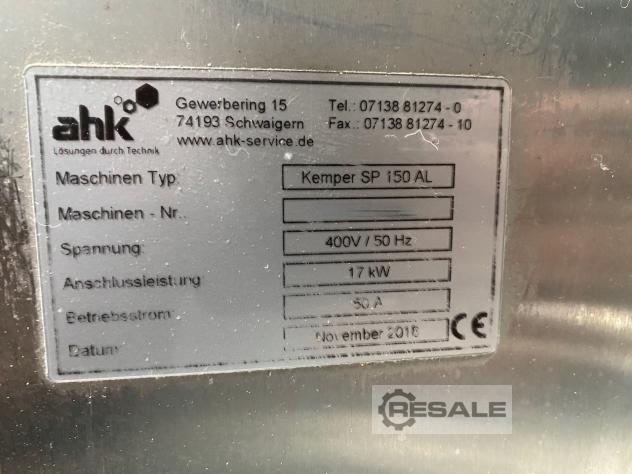 ahk
Lösungen durch Technik
Gewerbering 15
74193 Schwaigern
www.ahk-service.de
Tel.: 07138 81274 - 0
Fax.: 07138 81274 - 10
Maschinen Typ Kemper SP 150 AL
Maschinen - Nr.
Spannung: 400V / 50 Hz
Anschlussleistung 17 kW
Betriebsstrom A
Datum November
CE
RESALE